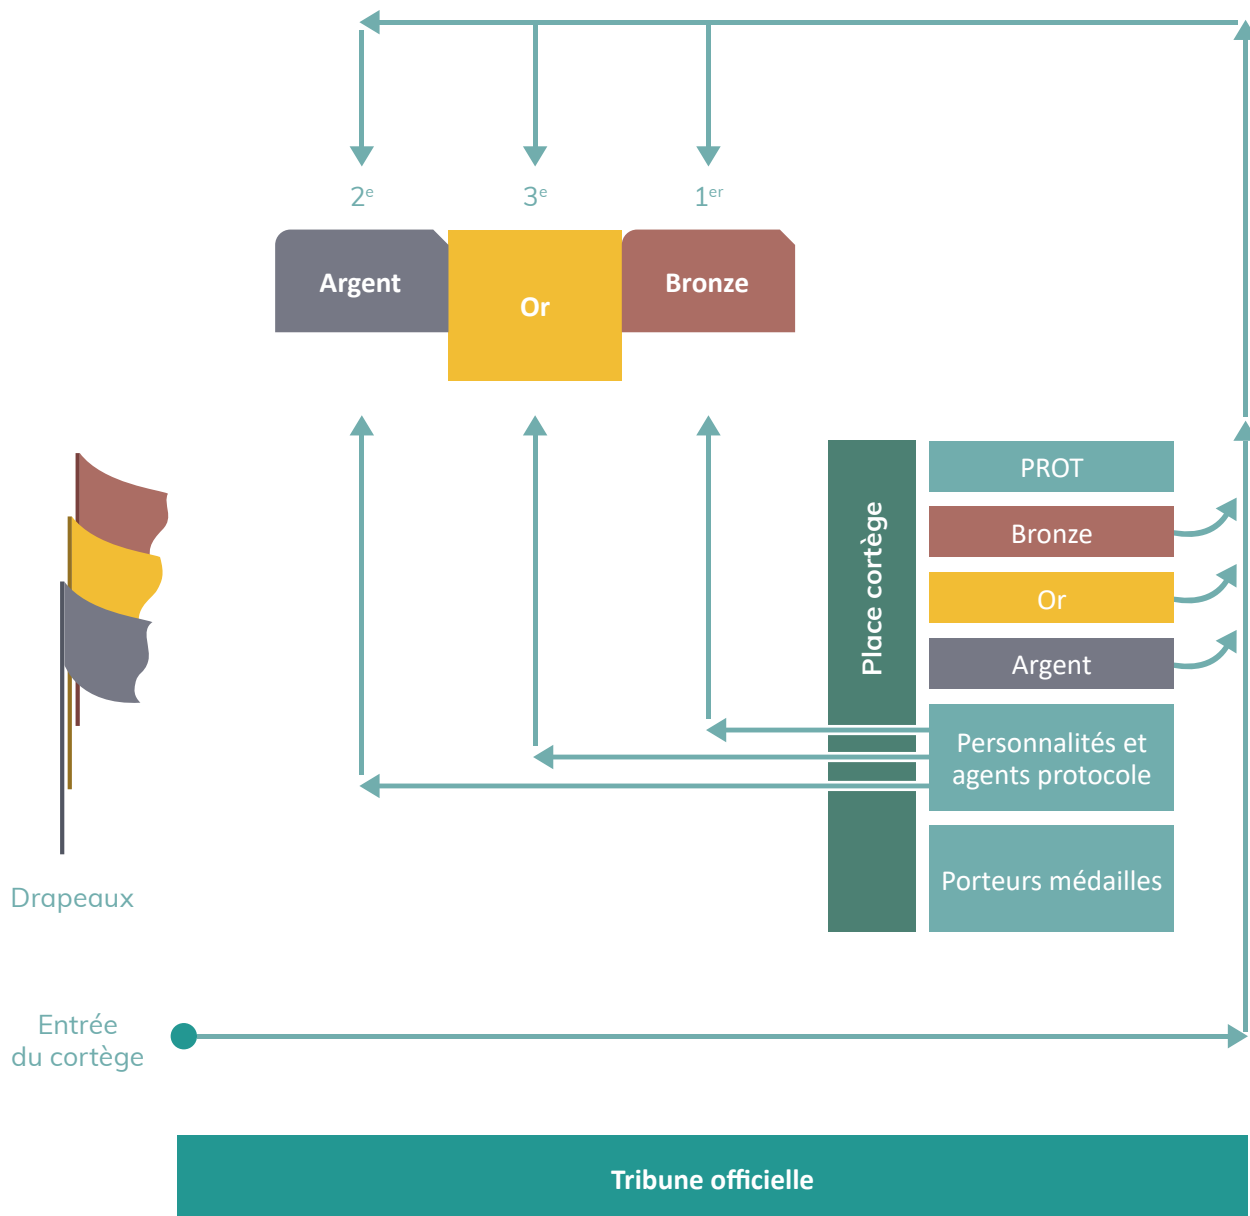 2e
3e
1er
Argent
Or
Bronze
Place cortège
PROT
Bronze
Or
Argent
Personnalités et
agents protocole
Porteurs médailles
Drapeaux
Entrée
du cortège
Tribune officielle